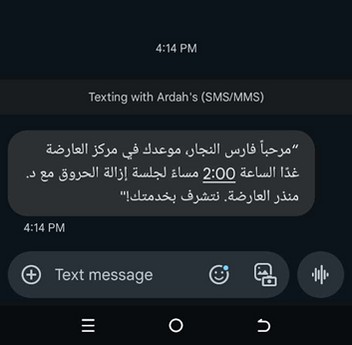 4:14 PM
Texting with Ardah's (SMS/MMS)
“مرحباً فارس النجار، موعدك في مركز العارضة
غدًا الساعة 2:00 مساءً لجلسة إزالة الحروق مع د.
منذر العارضة. نتشرف بخدمتك!"
4:14 PM
Text message